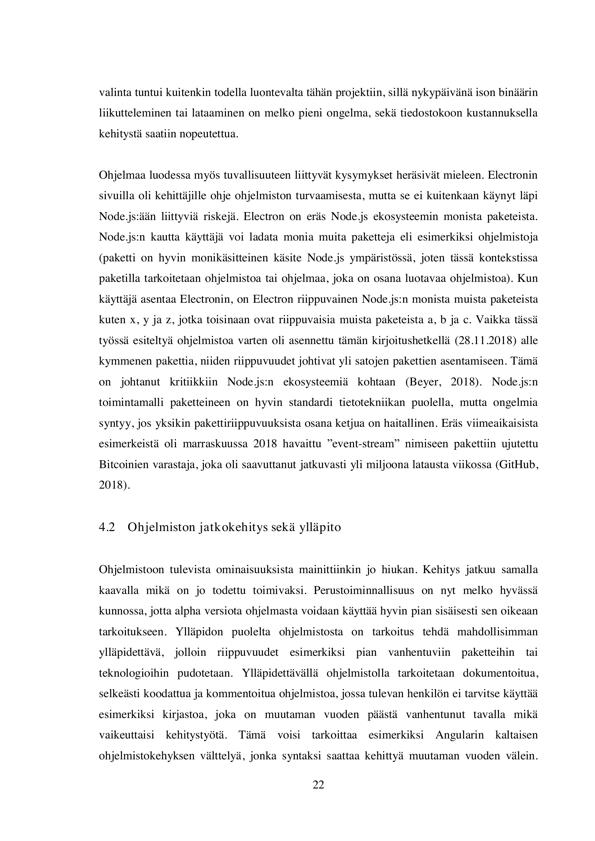 valinta tuntui kuitenkin todella luontevalta tähän projektiin, sillä nykypäivänä ison binäärin
liikutteleminen tai lataaminen on melko pieni ongelma, sekä tiedostokoon kustannuksella
kehitystä saatiin nopeutettua.
Ohjelmaa luodessa myös tuvallisuuteen liittyvät kysymykset heräsivät mieleen. Electronin
sivuilla oli kehittäjille ohje ohjelmiston turvaamisesta, mutta se ei kuitenkaan käynyt läpi
Node.js:ään liittyviä riskejä. Electron on eräs Node.js ekosysteemin monista paketeista.
Node.js:n kautta käyttäjä voi ladata monia muita paketteja eli esimerkiksi ohjelmistoja
(paketti on hyvin monikäsitteinen käsite Node.js ympäristössä, joten tässä kontekstissa
paketilla tarkoitetaan ohjelmistoa tai ohjelmaa, joka on osana luotavaa ohjelmistoa). Kun
käyttäjä asentaa Electronin, on Electron riippuvainen Node.js:n monista muista paketeista
kuten x, y ja z, jotka toisinaan ovat riippuvaisia muista paketeista a, b ja c. Vaikka tässä
työssä esiteltyä ohjelmistoa varten oli asennettu tämän kirjoitushetkellä (28.11.2018) alle
kymmenen pakettia, niiden riippuvuudet johtivat yli satojen pakettien asentamiseen. Tämä
on johtanut kritiikkiin Node.js:n ekosysteemiä kohtaan (Beyer, 2018). Node.js:n
toimintamalli paketteineen on hyvin standardi tietotekniikan puolella, mutta ongelmia
syntyy, jos yksikin pakettiriippuvuuksista osana ketjua on haitallinen. Eräs viimeaikaisista
esimerkeistä oli marraskuussa 2018 havaittu ”event-stream” nimiseen pakettiin ujutettu
Bitcoinien varastaja, joka oli saavuttanut jatkuvasti yli miljoona latausta viikossa (GitHub,
2018).
4.2 Ohjelmiston jatkokehitys sekä ylläpito
Ohjelmistoon tulevista ominaisuuksista mainittiinkin jo hiukan. Kehitys jatkuu samalla
kaavalla mikä on jo todettu toimivaksi. Perustoiminnallisuus on nyt melko hyvässä
kunnossa, jotta alpha versiota ohjelmasta voidaan käyttää hyvin pian sisäisesti sen oikeaan
tarkoitukseen. Ylläpidon puolelta ohjelmistosta on tarkoitus tehdä mahdollisimman
ylläpidettävä, jolloin riippuvuudet esimerkiksi pian vanhentuviin paketteihin tai
teknologioihin pudotetaan. Ylläpidettävällä ohjelmistolla tarkoitetaan dokumentoitua,
selkeästi koodattua ja kommentoitua ohjelmistoa, jossa tulevan henkilön ei tarvitse käyttää
esimerkiksi kirjastoa, joka on muutaman vuoden päästä vanhentunut tavalla mikä
vaikeuttaisi kehitystyötä. Tämä voisi tarkoittaa esimerkiksi Angularin kaltaisen
ohjelmistokehyksen välttelyä, jonka syntaksi saattaa kehittyä muutaman vuoden välein.
22